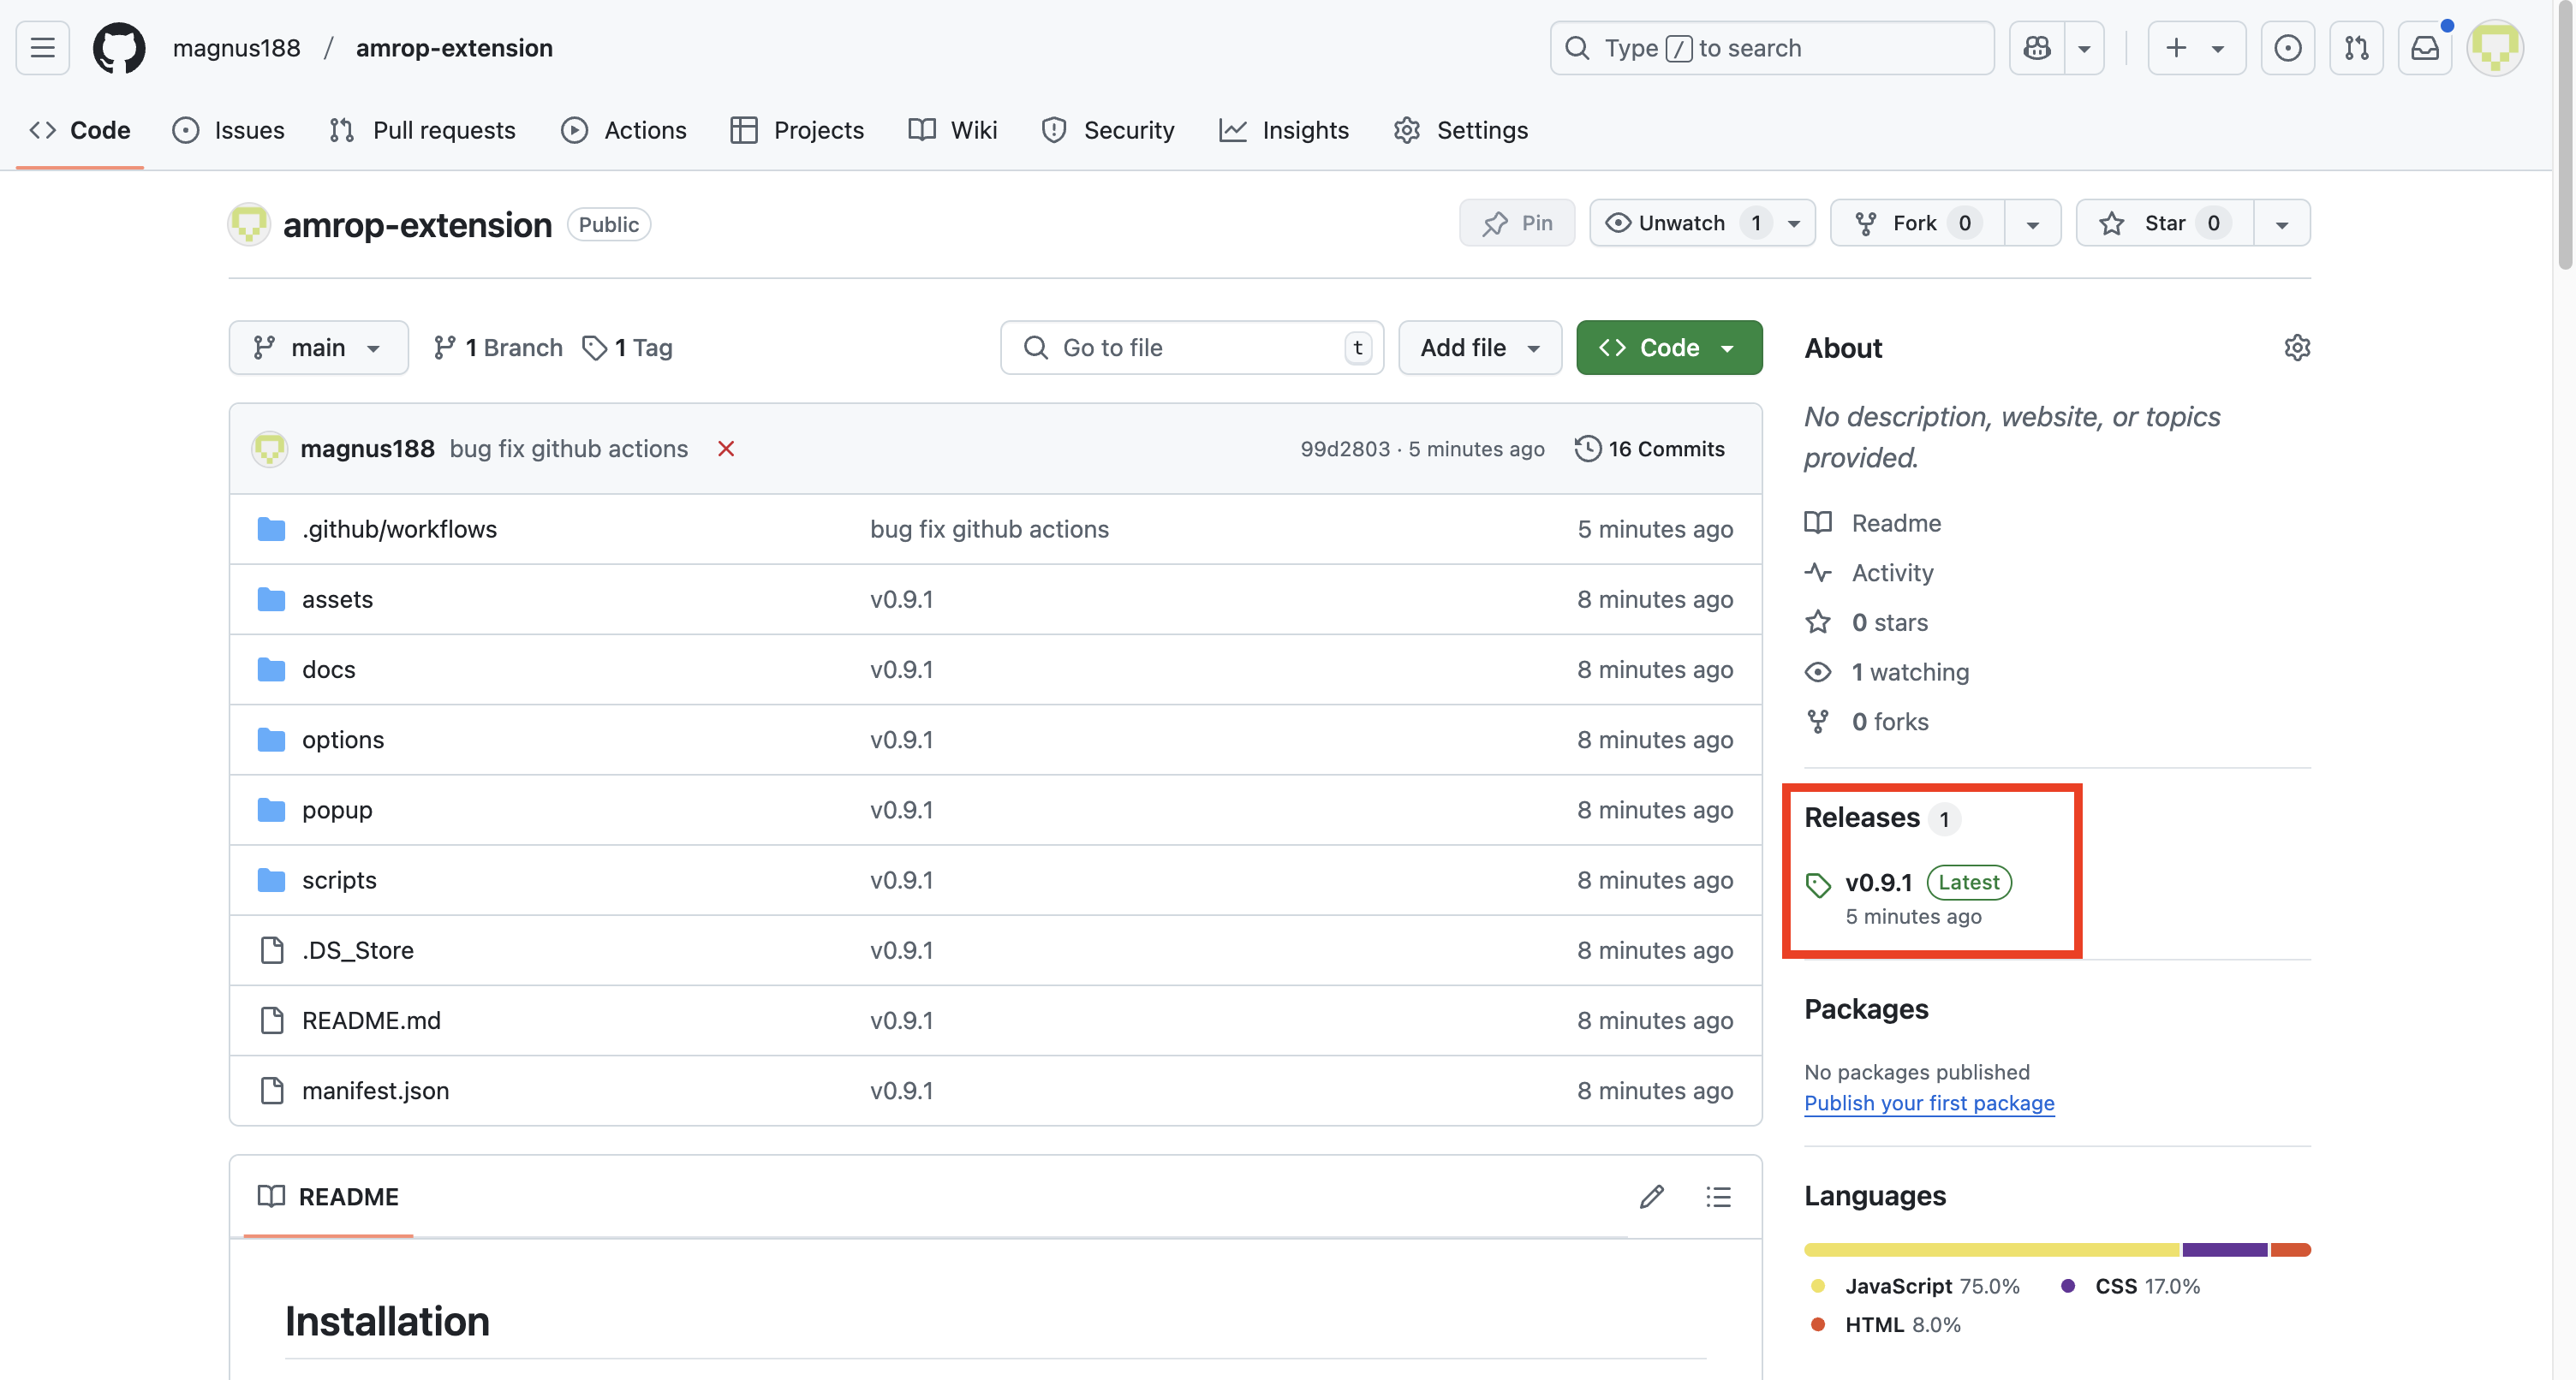 magnus188 / amrop-extension
Type / to search
Code
Issues
Pull requests
Actions
Projects
Wiki
Security
Insights
Settings
amrop-extension Public
Pin
Unwatch 1
Fork 0
Star 0
main
1 Branch
1 Tag
Go to file t
Add file
Code
magnus188 bug fix github actions
99d2803 · 5 minutes ago
16 Commits
.github/workflows bug fix github actions 5 minutes ago
assets v0.9.1 8 minutes ago
docs v0.9.1 8 minutes ago
options v0.9.1 8 minutes ago
popup v0.9.1 8 minutes ago
scripts v0.9.1 8 minutes ago
.DS_Store v0.9.1 8 minutes ago
README.md v0.9.1 8 minutes ago
manifest.json v0.9.1 8 minutes ago
README
Installation
About
No description, website, or topics
provided.
Readme
Activity
0 stars
1 watching
0 forks
Releases 1
v0.9.1 Latest
5 minutes ago
Packages
No packages published
Publish your first package
Languages
JavaScript 75.0%
CSS 17.0%
HTML 8.0%